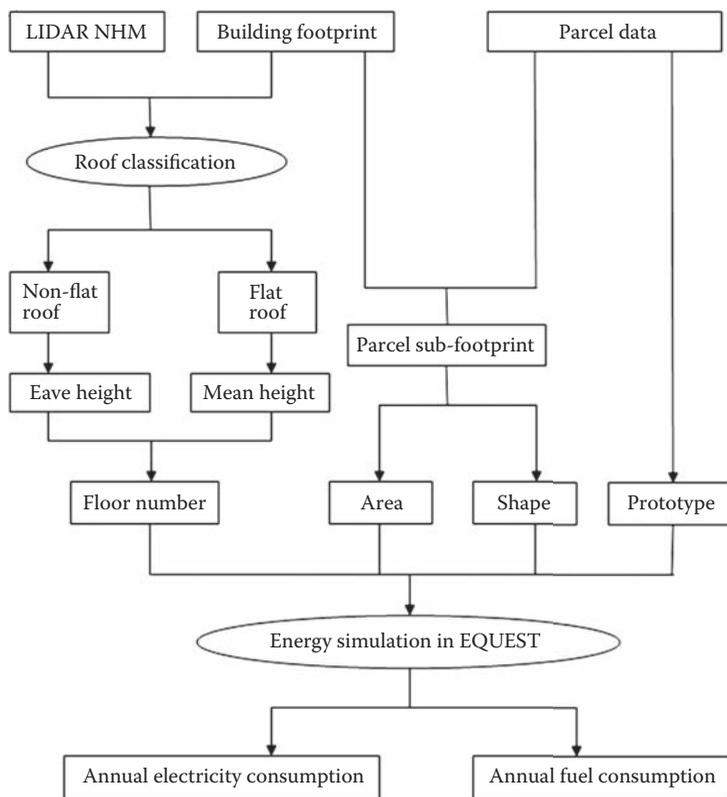 LIDAR NHM
Building footprint
Parcel data
Roof classification
Non-flat
roof
Flat
roof
Parcel sub-footprint
Eave height
Mean height
Floor number
Area
Shape
Prototype
Energy simulation in EQUEST
Annual electricity consumption
Annual fuel consumption